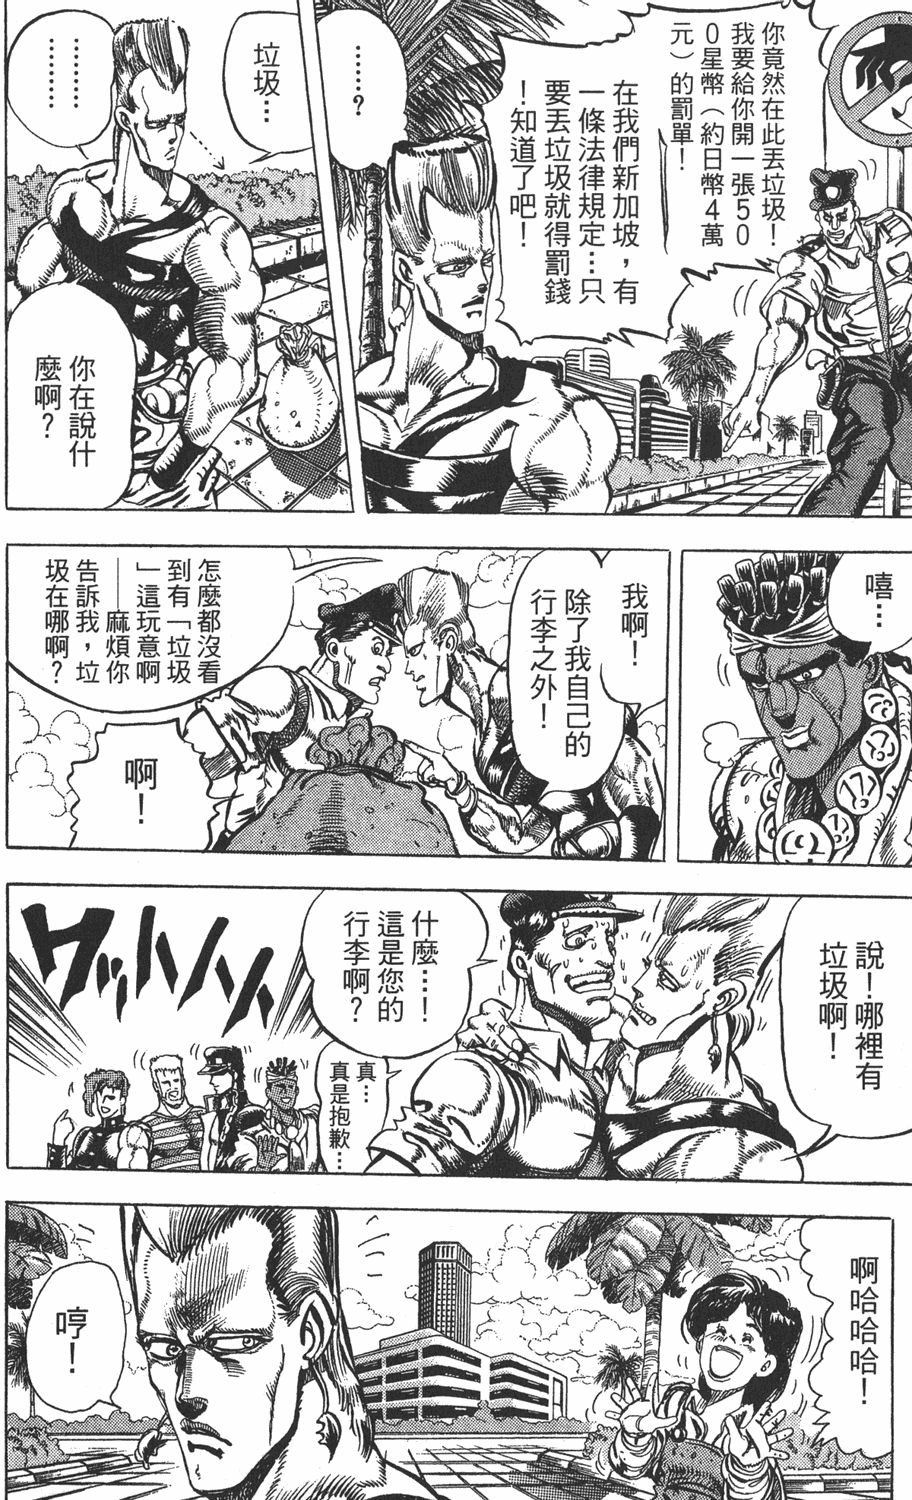 你竟然在此丟垃圾！
我要給你開一張50
0星幣（約日幣4萬
元）的罰單！
在我們新加坡，有
一條法律規定…只
要丟垃圾就得罰錢
！知道了吧！
……？
垃圾…
………
………
你在說什
麼啊？
嘻…
我啊！
除了我自己的
行李之外！
怎麼都沒看
到有「垃圾
」這玩意啊
——麻煩你
告訴我，垃
圾在哪啊？
啊！
說！哪裡有
垃圾啊！
什麼…！
這是您的
行李啊？
真…
真是抱歉…
ワッハハハ
啊哈哈哈！
哼！